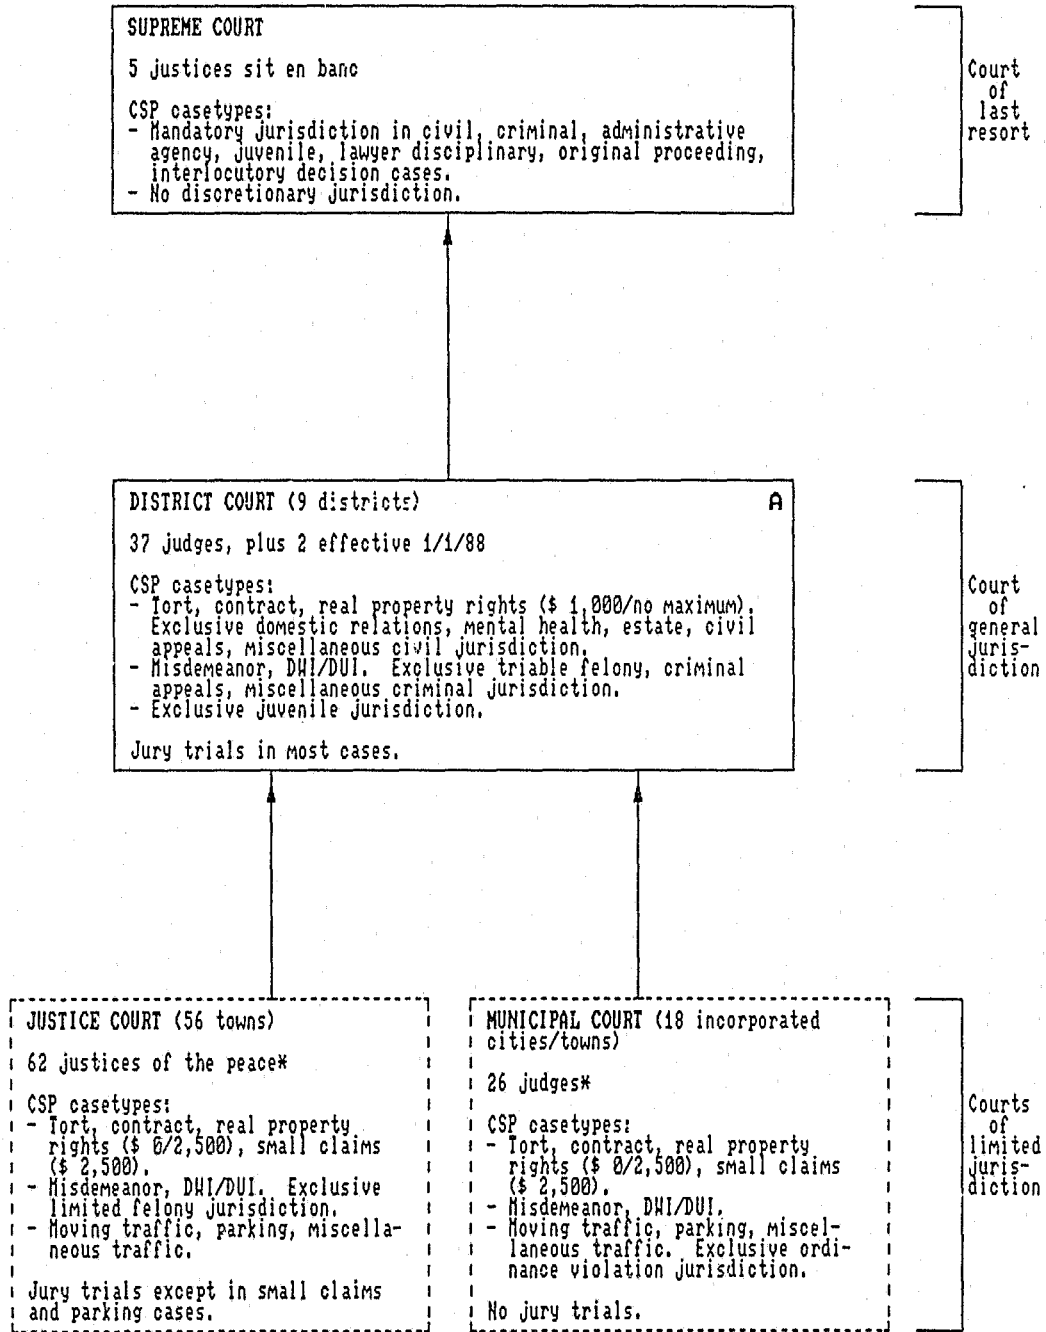 SUPREME COURT
5 justices sit en banc
CSP casetypes:
- Mandatory jurisdiction in civil, criminal, administrative
agency, juvenile, lawyer disciplinary, original proceeding,
interlocutory decision cases.
- No discretionary jurisdiction.
Court
of
last
resort
DISTRICT COURT (9 districts) A
37 judges, plus 2 effective 1/1/88
CSP casetypes:
- Tort, contract, real property rights ($ 1,000/no maximum).
Exclusive domestic relations, mental health, estate, civil
appeals, miscellaneous civil jurisdiction.
- Misdemeanor, DWI/DUI. Exclusive triable felony, criminal
appeals, miscellaneous criminal jurisdiction.
- Exclusive juvenile jurisdiction.
Jury trials in most cases.
Court
of
general
juris-
diction
JUSTICE COURT (56 towns)
62 justices of the peace*
CSP casetypes:
- Tort, contract, real property
rights ($ 0/2,500), small claims
($ 2,500).
- Misdemeanor, DWI/DUI. Exclusive
limited felony jurisdiction.
- Moving traffic, parking, miscella-
neous traffic.
Jury trials except in small claims
and parking cases.
MUNICIPAL COURT (18 incorporated
cities/towns)
26 judges*
CSP casetypes:
- Tort, contract, real property
rights ($ 0/2,500), small claims
($ 2,500).
- Misdemeanor, DWI/DUI.
- Moving traffic, parking, miscel-
laneous traffic. Exclusive ordi-
nance violation jurisdiction.
No jury trials.
Courts
of
limited
juris-
diction